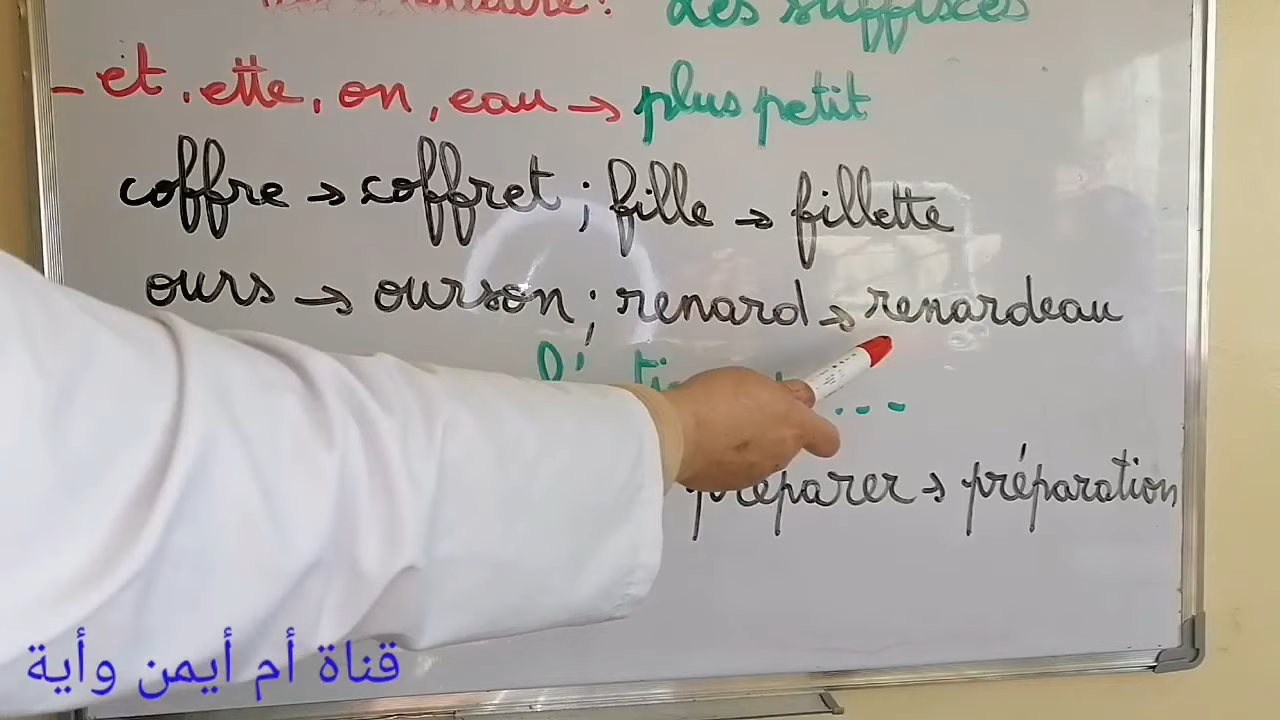 Les suffixes
- et, ette, on, eau → plus petit
coffre → coffret ; fille → fillette
ours → ourson ; renard → renardeau
...
préparer → préparation
قناة أم أيمن وأية